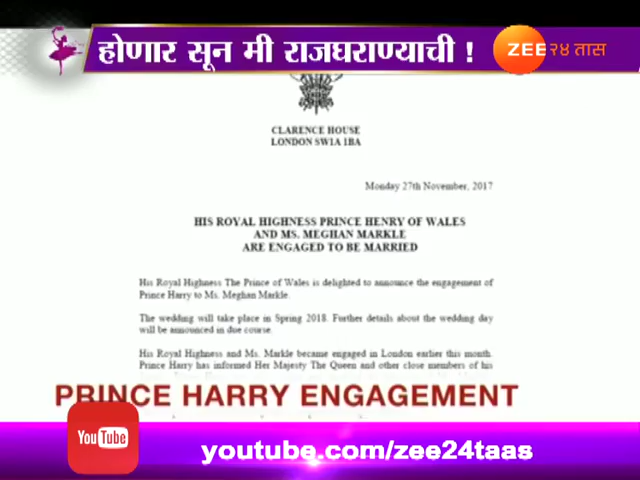 होणार सून मी राजघराण्याची !
ZEE २४ तास
CLARENCE HOUSE
LONDON SW1A 1BA
Monday 27th November, 2017
HIS ROYAL HIGHNESS PRINCE HENRY OF WALES
AND MS. MEGHAN MARKLE
ARE ENGAGED TO BE MARRIED
His Royal Highness The Prince of Wales is delighted to announce the engagement of
Prince Harry to Ms. Meghan Markle.
The wedding will take place in Spring 2018. Further details about the wedding day
will be announced in due course.
His Royal Highness and Ms. Markle became engaged in London earlier this month.
Prince Harry has informed Her Majesty The Queen and other close members of his
PRINCE HARRY ENGAGEMENT
YouTube
youtube.com/zee24taas